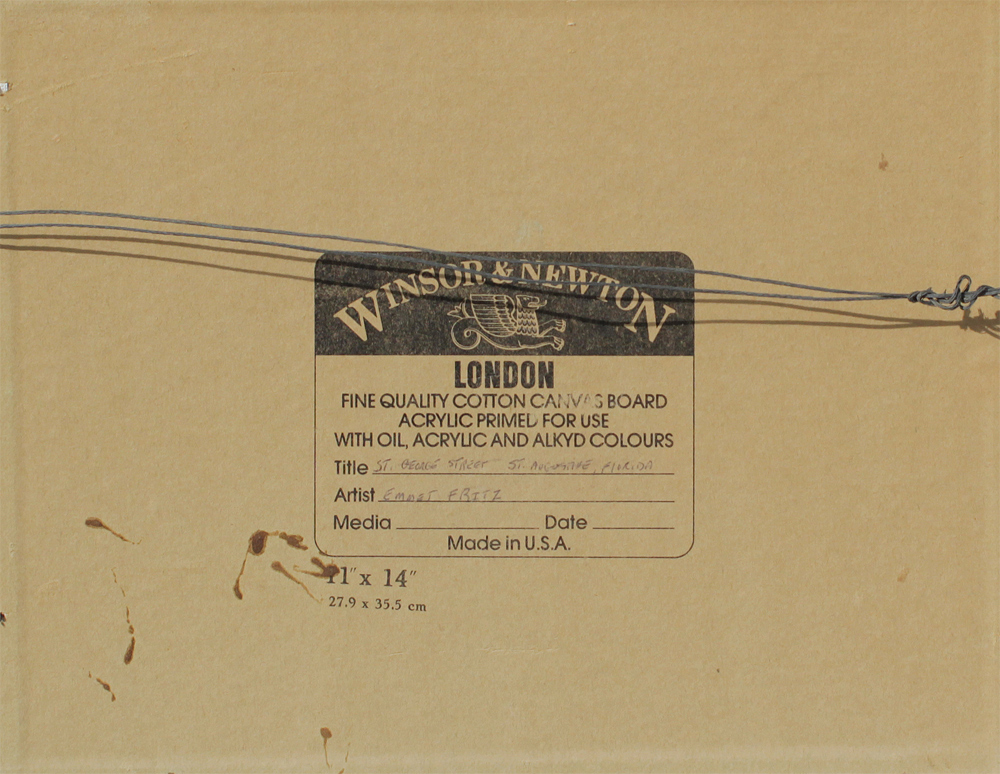 WINSOR & NEWTON
LONDON
FINE QUALITY COTTON CANVAS BOARD
ACRYLIC PRIMED FOR USE
WITH OIL, ACRYLIC AND ALKYD COLOURS
Title ST. GEORGE STREET ST. AUGUSTINE, FLORIDA
Artist Emmet FRITZ
Media Date
Made in U.S.A.
11" x 14"
27.9 x 35.5 cm